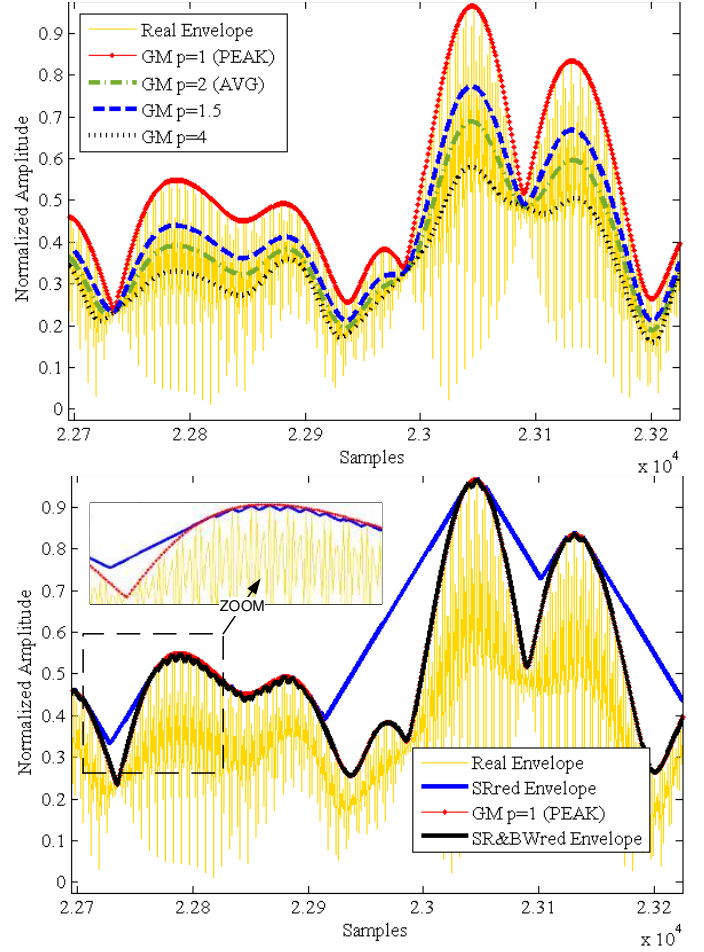 Real Envelope
GM p=1 (PEAK)
GM p=2 (AVG)
GM p=1.5
GM p=4
Normalized Amplitude
0.9
0.8
0.7
0.6
0.5
0.4
0.3
0.2
0.1
0
2.27 2.28 2.29 2.3 2.31 2.32
Samples
x 10^4
ZOOM
Normalized Amplitude
0.9
0.8
0.7
0.6
0.5
0.4
0.3
0.2
0.1
0
Real Envelope
SRred Envelope
GM p=1 (PEAK)
SR&BWred Envelope
2.27 2.28 2.29 2.3 2.31 2.32
Samples
x 10^4